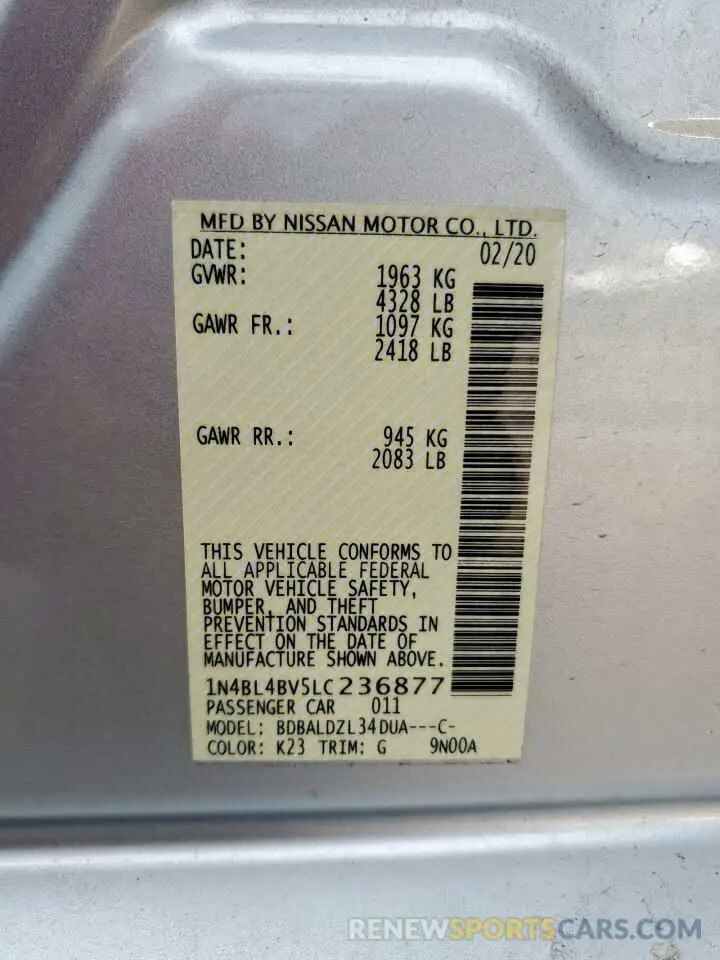 MFD BY NISSAN MOTOR CO., LTD.
DATE: 02/20
GVWR: 1963 KG
4328 LB
GAWR FR.: 1097 KG
2418 LB
GAWR RR.: 945 KG
2083 LB
THIS VEHICLE CONFORMS TO
ALL APPLICABLE FEDERAL
MOTOR VEHICLE SAFETY,
BUMPER, AND THEFT
PREVENTION STANDARDS IN
EFFECT ON THE DATE OF
MANUFACTURE SHOWN ABOVE.
1N4BL4BV5LC236877
PASSENGER CAR 011
MODEL: BDBALDZL34DUA---C-
COLOR: K23 TRIM: G 9N00A
RENEWSPORTSCARS.COM